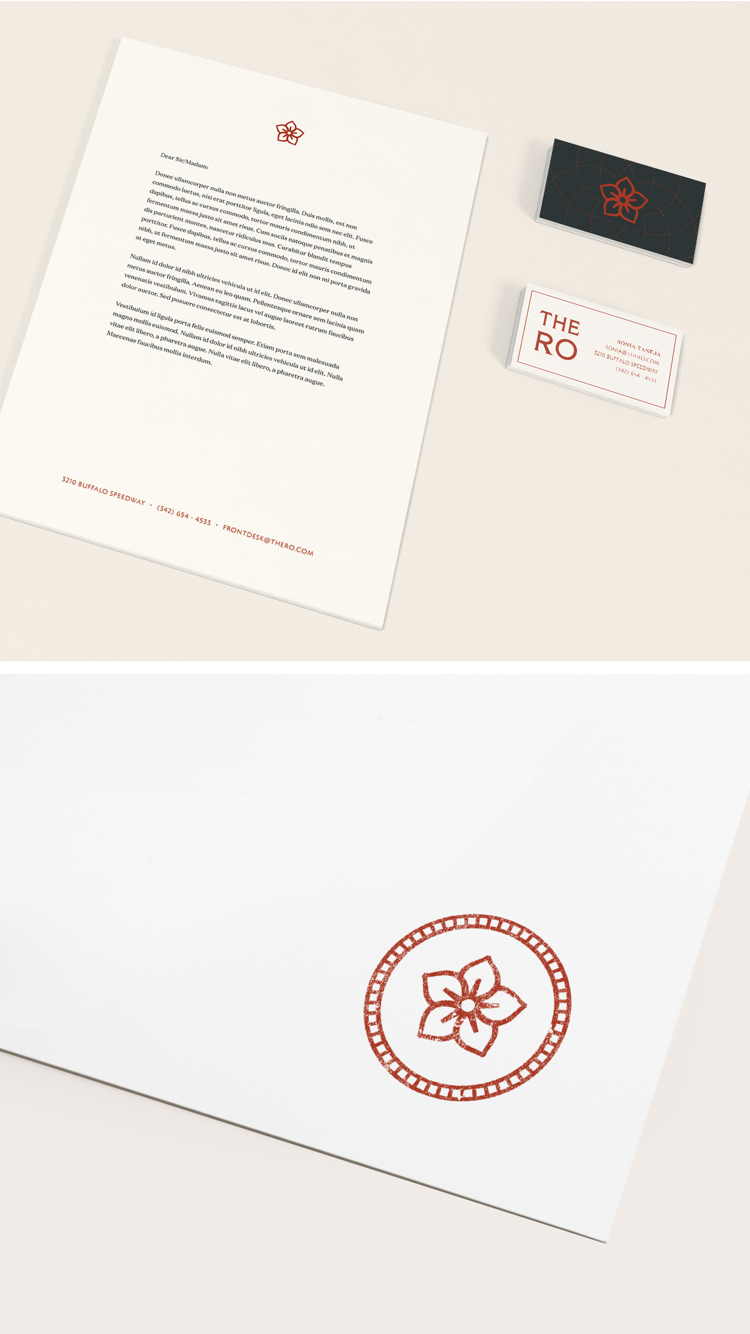 Dear Sir/Madam:
Donec ullamcorper nulla non metus auctor fringilla. Duis mollis, est non
commodo luctus, nisi erat porttitor ligula, eget lacinia odio sem nec elit. Fusce
dapibus, tellus ac cursus commodo, tortor mauris condimentum nibh, ut
fermentum massa justo sit amet risus. Cum sociis natoque penatibus et magnis
dis parturient montes, nascetur ridiculus mus. Curabitur blandit tempus
porttitor. Fusce dapibus, tellus ac cursus commodo, tortor mauris condimentum
nibh, ut fermentum massa justo sit amet risus. Donec id elit non mi porta gravida
at eget metus.
Nullam id dolor id nibh ultricies vehicula ut id elit. Donec ullamcorper nulla non
metus auctor fringilla. Aenean eu leo quam. Pellentesque ornare sem lacinia quam
venenatis vestibulum. Vivamus sagittis lacus vel augue laoreet rutrum faucibus
dolor auctor. Sed posuere consectetur est at lobortis.
Vestibulum id ligula porta felis euismod semper. Etiam porta sem malesuada
magna mollis euismod. Nullam id dolor id nibh ultricies vehicula ut id elit. Nulla
vitae elit libero, a pharetra augue. Nulla vitae elit libero, a pharetra augue.
Maecenas faucibus mollis interdum.
3210 BUFFALO SPEEDWAY • (342) 654 - 4533 • FRONTDESK@THERO.COM
THE
RO
SONIA TANEJA
SONIA@THERO.COM
3210 BUFFALO SPEEDWAY
(342) 654 - 4533